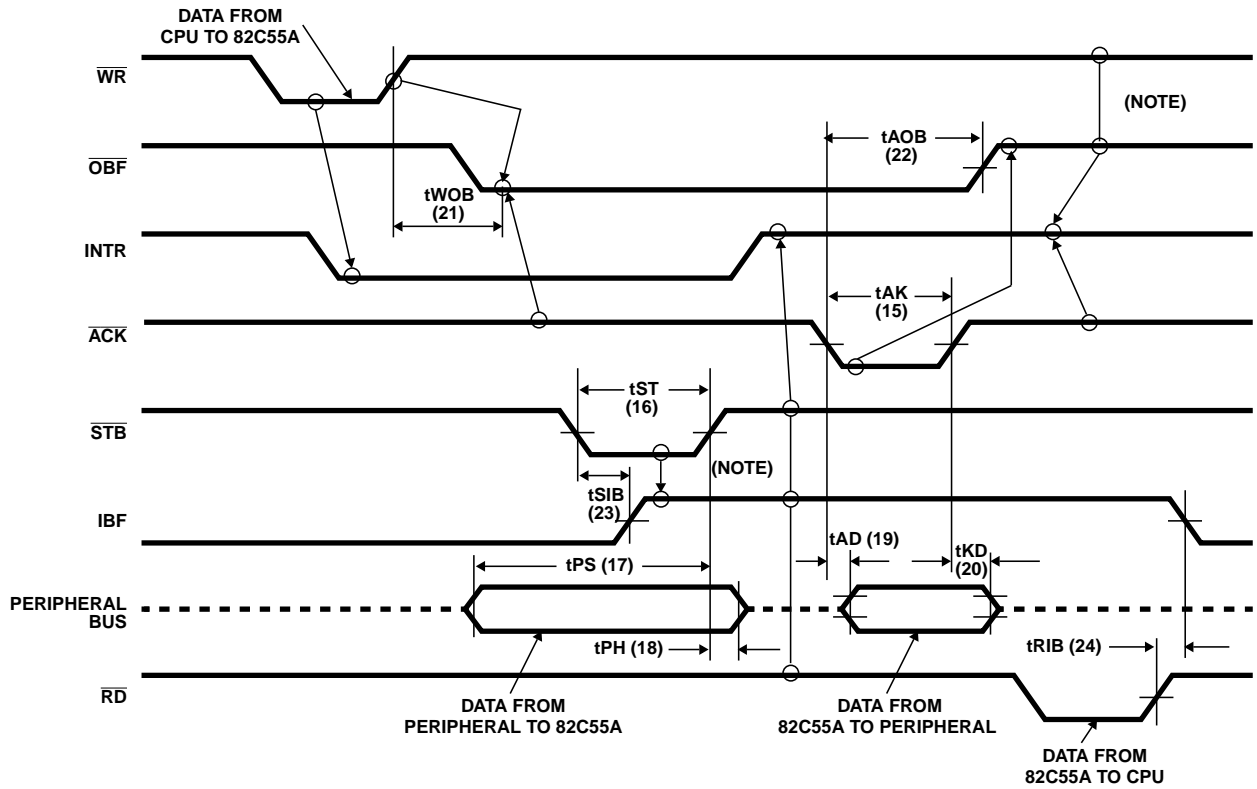 DATA FROM
CPU TO 82C55A
WR
(NOTE)
tAOB
(22)
OBF
tWOB
(21)
INTR
tAK
(15)
ACK
tST
(16)
STB
(NOTE)
tSIB
(23)
IBF
tAD (19)
tKD
(20)
tPS (17)
PERIPHERAL
BUS
tPH (18)
tRIB (24)
RD
DATA FROM
PERIPHERAL TO 82C55A
DATA FROM
82C55A TO PERIPHERAL
DATA FROM
82C55A TO CPU